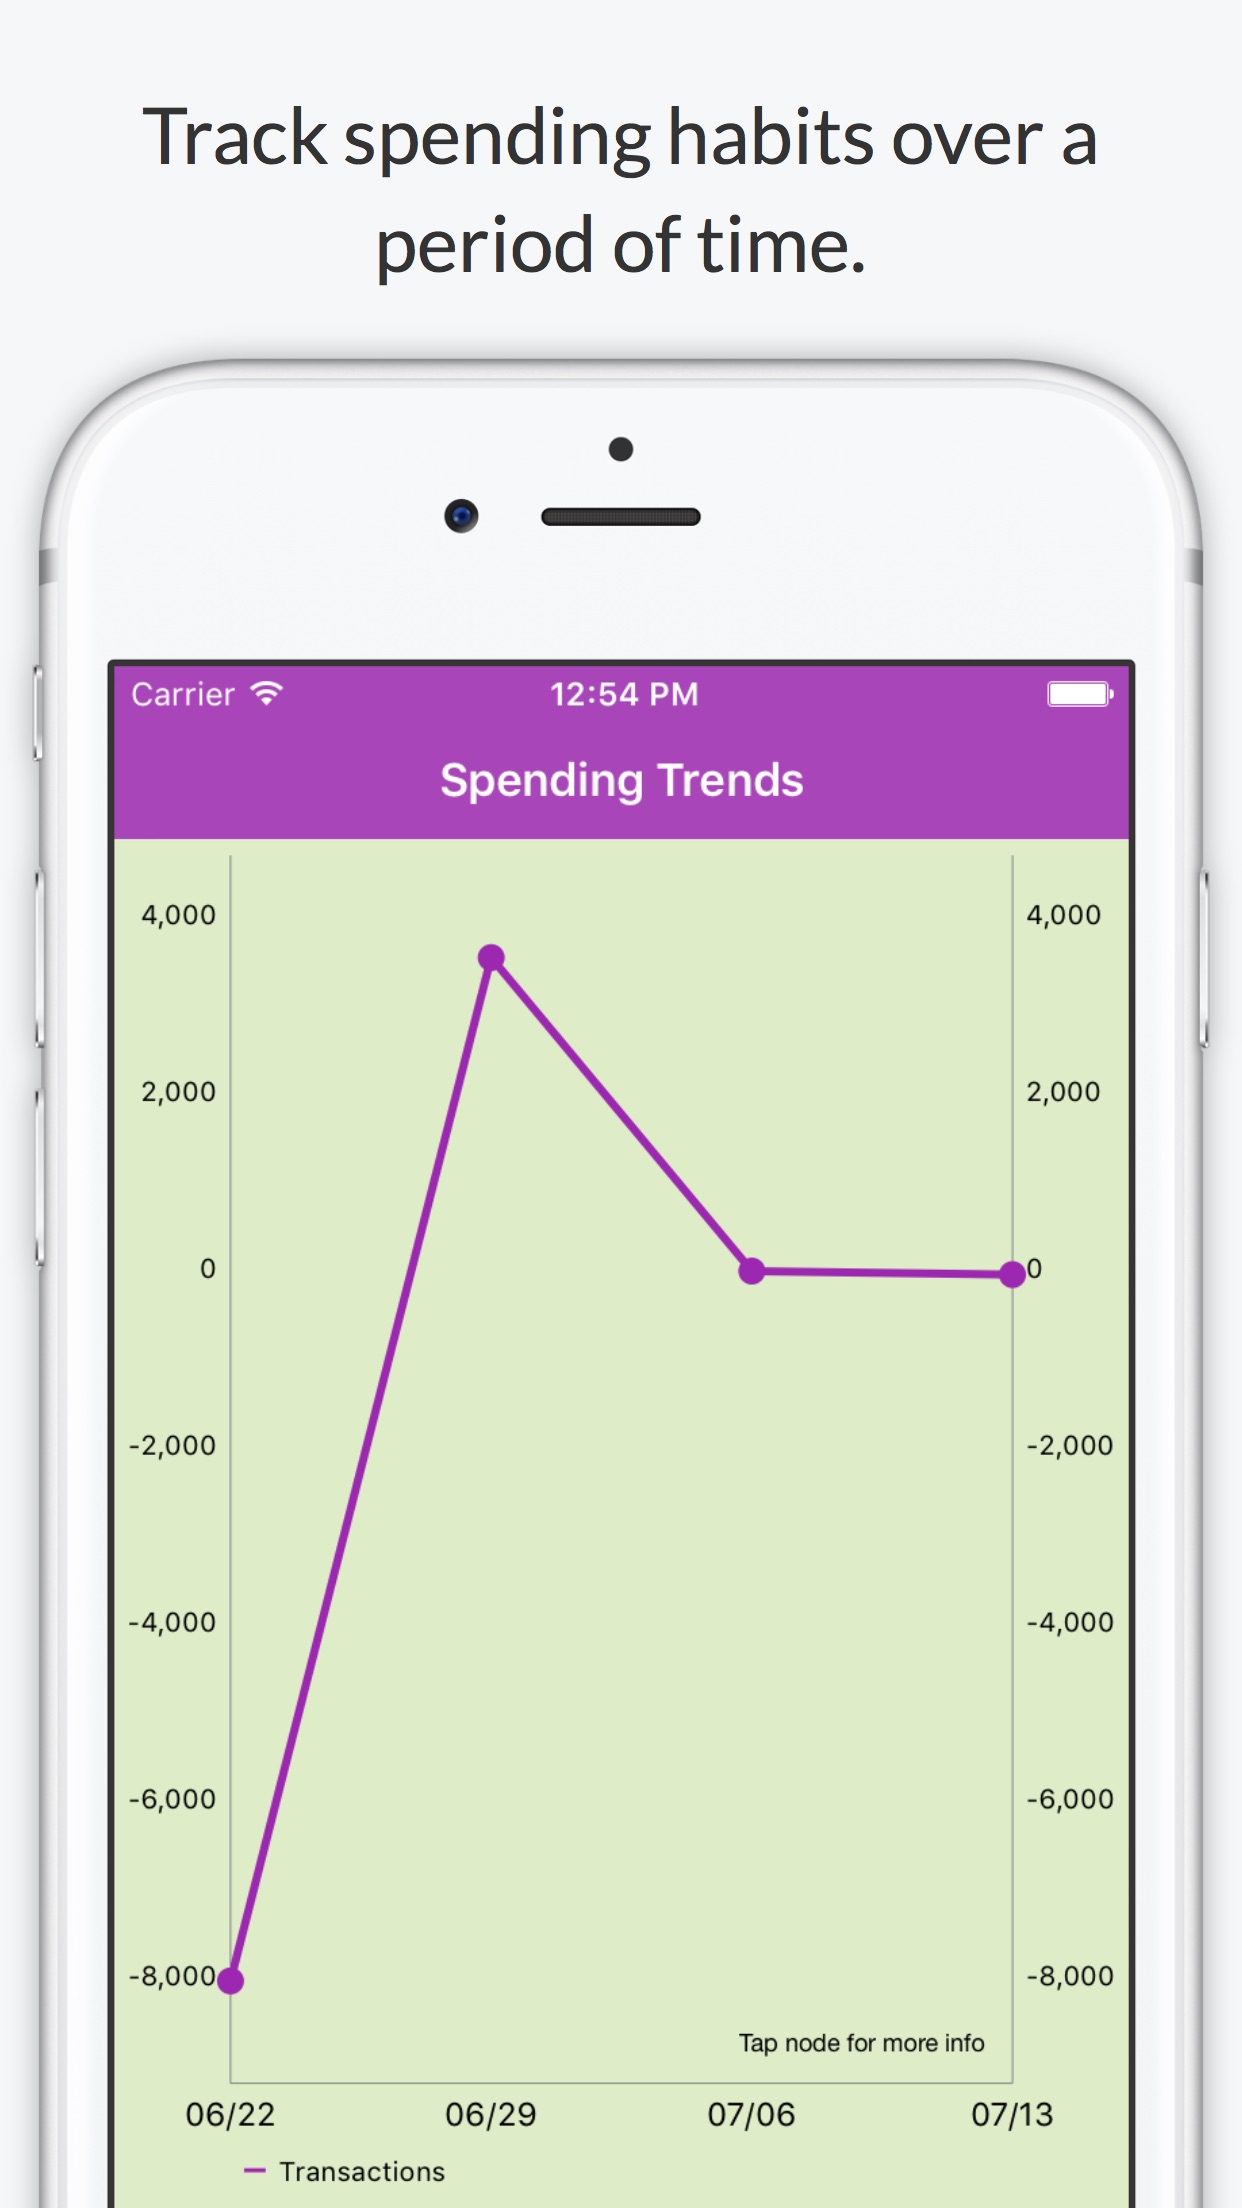 Track spending habits over a
period of time.
Carrier 12:54 PM
Spending Trends
4,000 4,000
2,000 2,000
0 0
-2,000 -2,000
-4,000 -4,000
-6,000 -6,000
-8,000 -8,000
Tap node for more info
06/22 06/29 07/06 07/13
Transactions